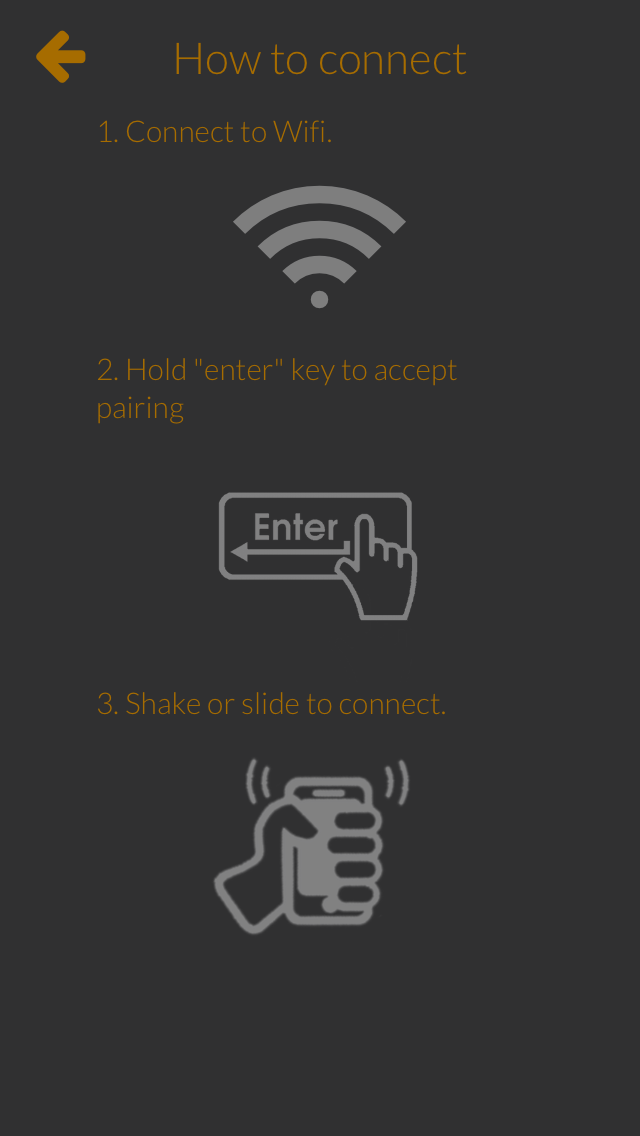 How to connect
1. Connect to Wifi.
2. Hold "enter" key to accept
pairing
Enter
3. Shake or slide to connect.